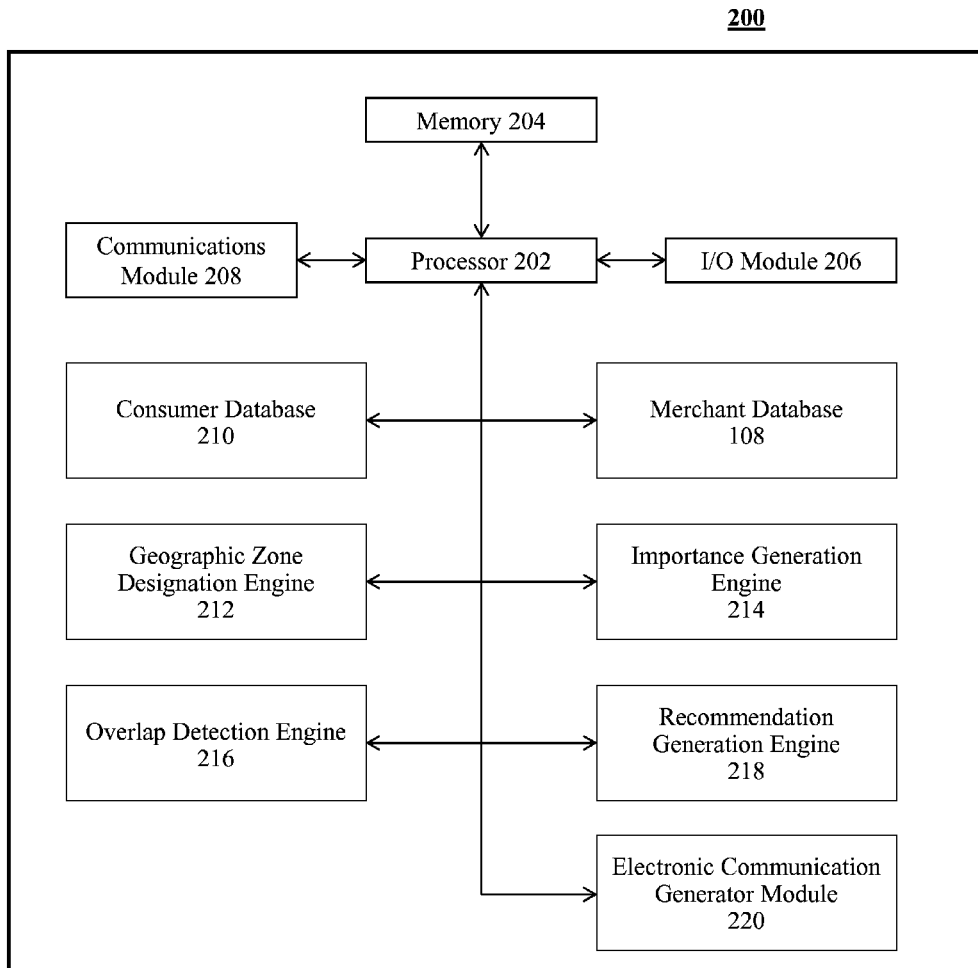 200
Memory 204
Communications
Module 208
Processor 202
I/O Module 206
Consumer Database
210
Merchant Database
108
Geographic Zone
Designation Engine
212
Importance Generation
Engine
214
Overlap Detection Engine
216
Recommendation
Generation Engine
218
Electronic Communication
Generator Module
220